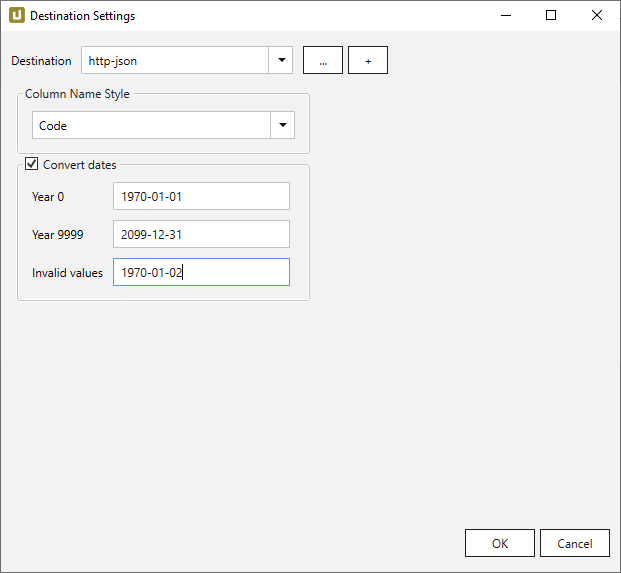 Destination Settings
Destination http-json ... +
Column Name Style
Code
Convert dates
Year 0 1970-01-01
Year 9999 2099-12-31
Invalid values 1970-01-02
OK Cancel